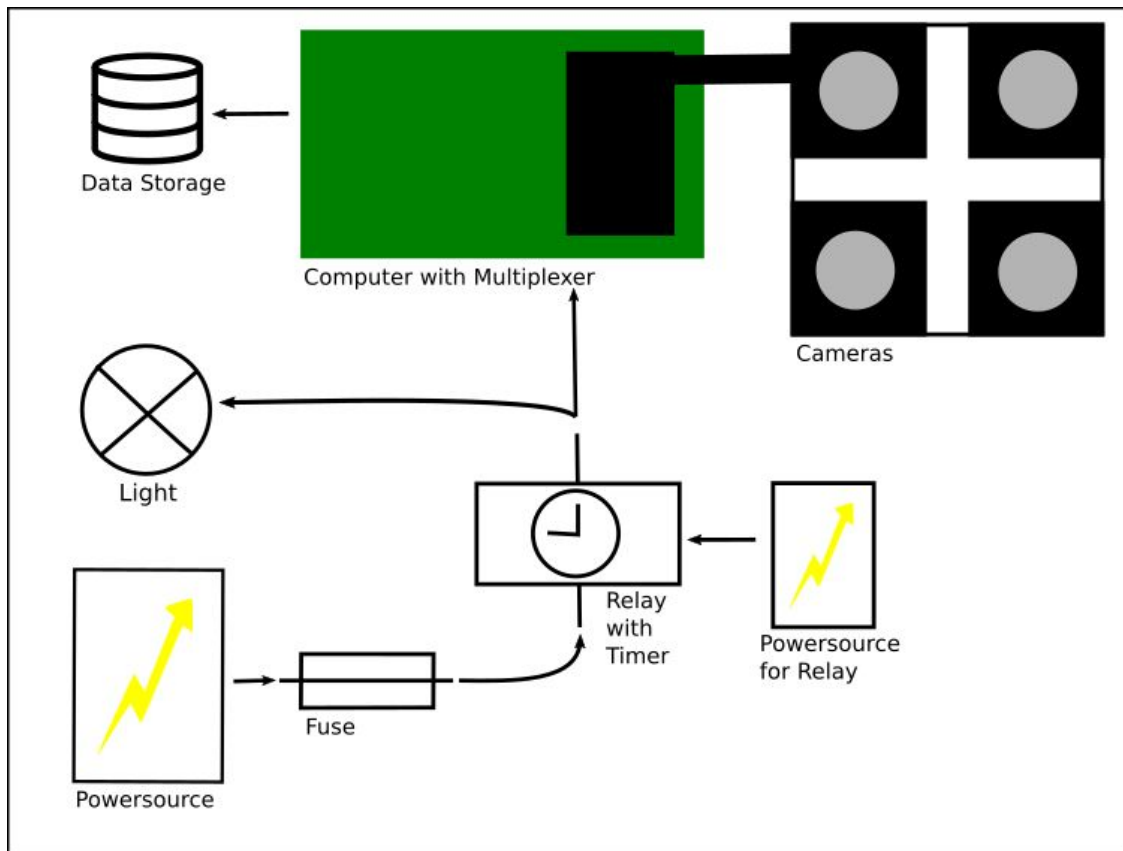 Data Storage
Computer with Multiplexer
Cameras
Light
Relay
with
Timer
Powersource
for Relay
Fuse
Powersource